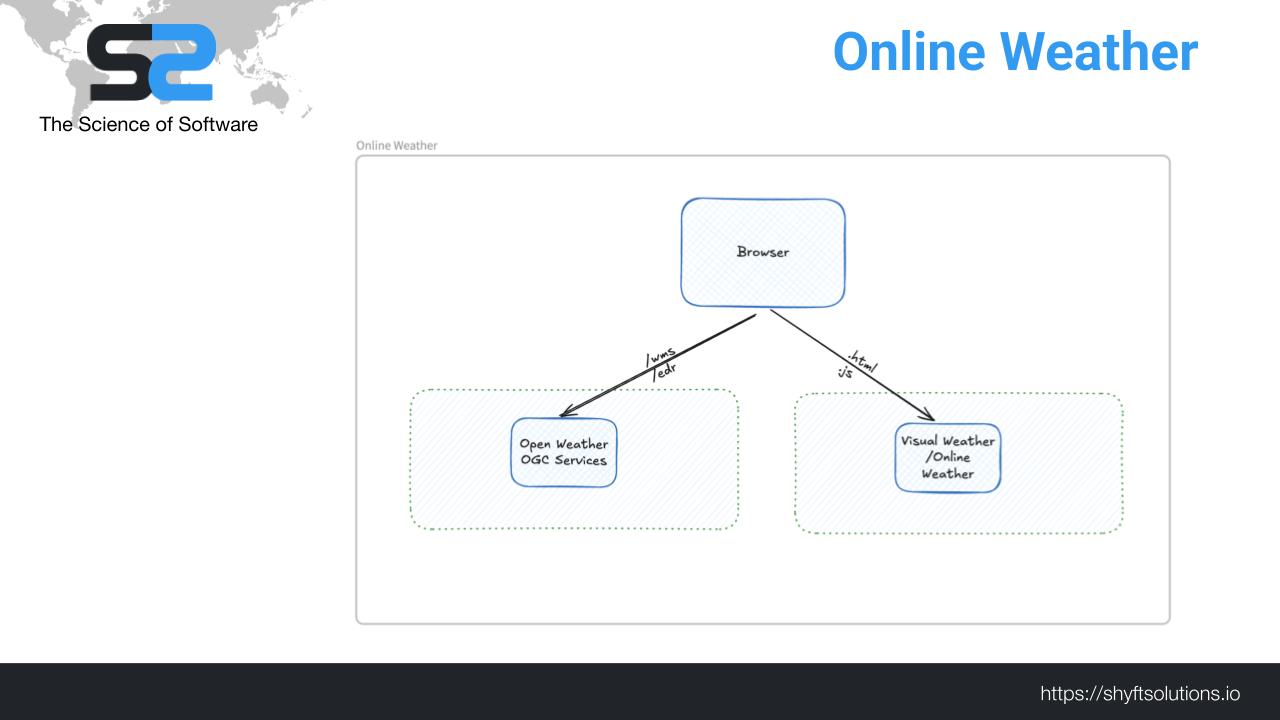 S2
The Science of Software
Online Weather
Online Weather
Browser
/wms
/edr
.html
.js
Open Weather
OGC Services
Visual Weather
/Online
Weather
https://shyftsolutions.io